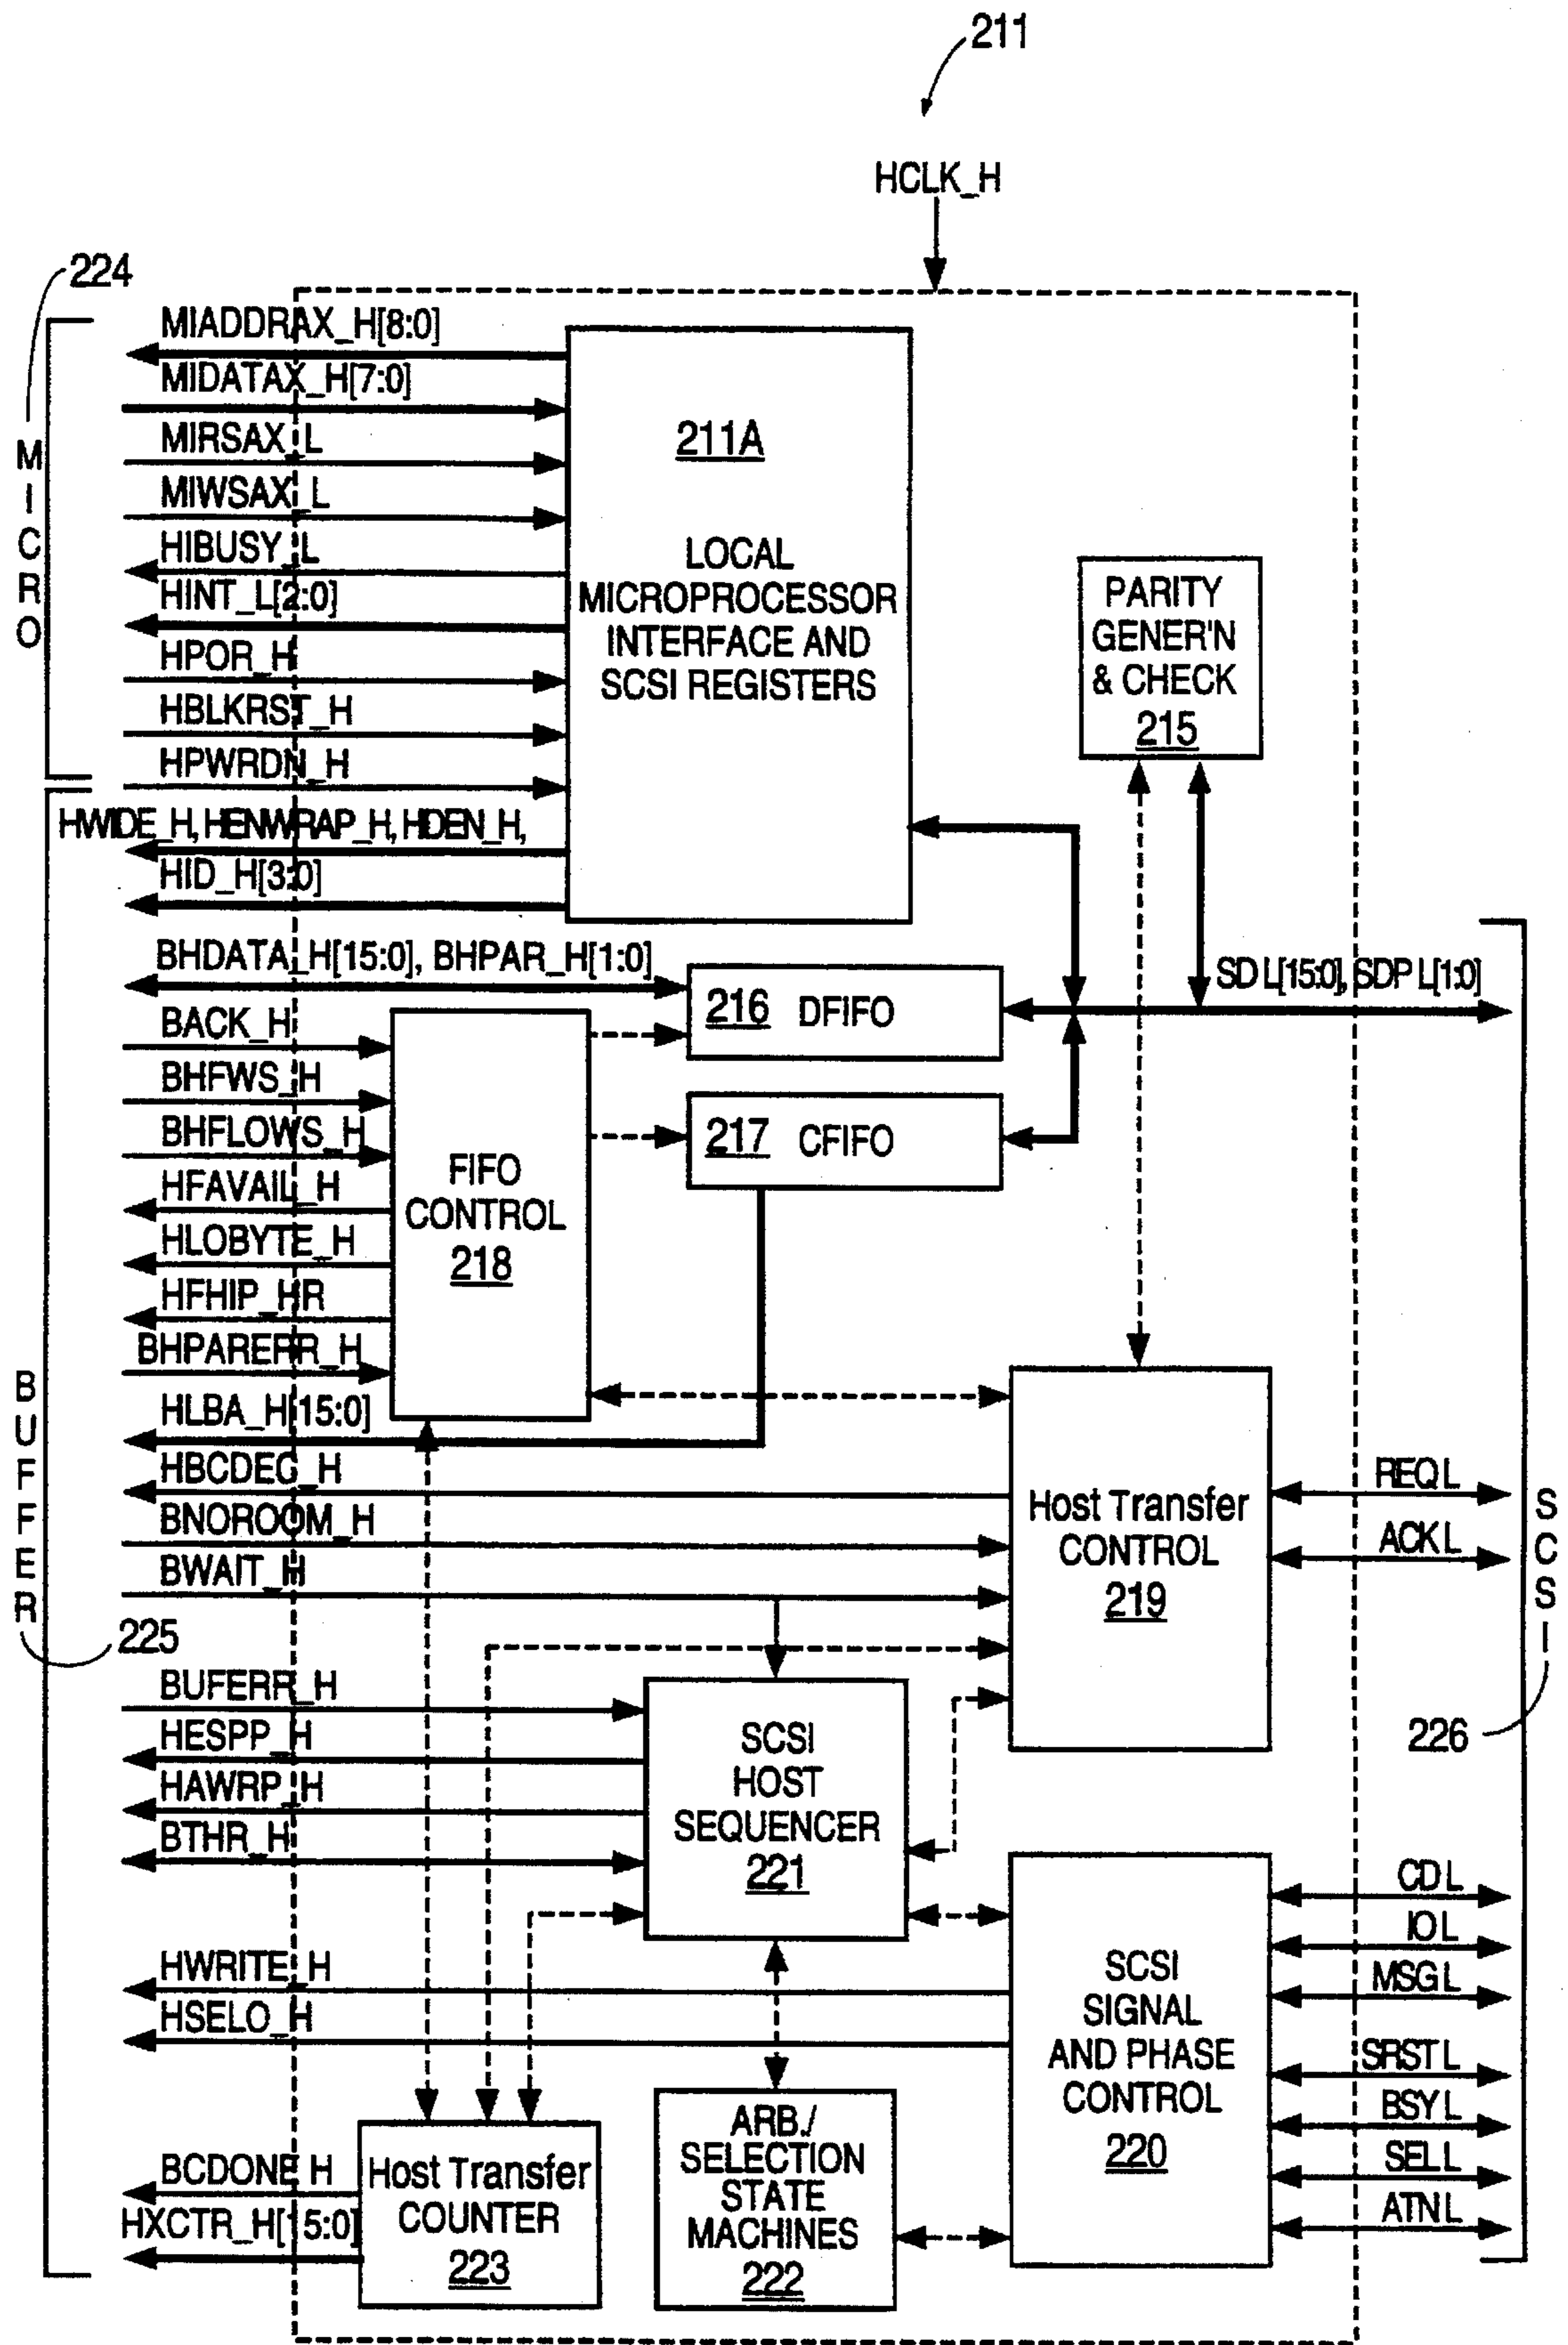 211
HCLK_H
224
MICRO
MIADDRAX_H[8:0]
MIDATAX_H[7:0]
MIRSAX_L
MIWSAX_L
HIBUSY_L
HINT_L[2:0]
HPOR_H
HBLKRST_H
HPWRDN_H
HWIDE_H, HENWRAP_H, HDEN_H,
HID_H[3:0]
211A
LOCAL
MICROPROCESSOR
INTERFACE AND
SCSI REGISTERS
PARITY
GENER'N
& CHECK
215
BHDATA_H[15:0], BHPAR_H[1:0]
216 DFIFO
SD L[15:0], SDP L[1:0]
BACK_H
BHFWS_H
BHFLOWS_H
HFAVAIL_H
HLOBYTE_H
HFHIP_HR
BHPARERR_H
FIFO
CONTROL
218
217 CFIFO
BUFFER
225
HLBA_H[15:0]
HBCDEC_H
BNOROOM_H
BWAIT_H
Host Transfer
CONTROL
219
REQ L
ACK L
SCSI
226
BUFERR_H
HESPP_H
HAWRP_H
BTHR_H
SCSI
HOST
SEQUENCER
221
HWRITE_H
HSELO_H
SCSI
SIGNAL
AND PHASE
CONTROL
220
CD L
IO L
MSG L
SRST L
BSY L
SEL L
ATN L
BCDONE H
HXCTR_H[15:0]
Host Transfer
COUNTER
223
ARB./
SELECTION
STATE
MACHINES
222